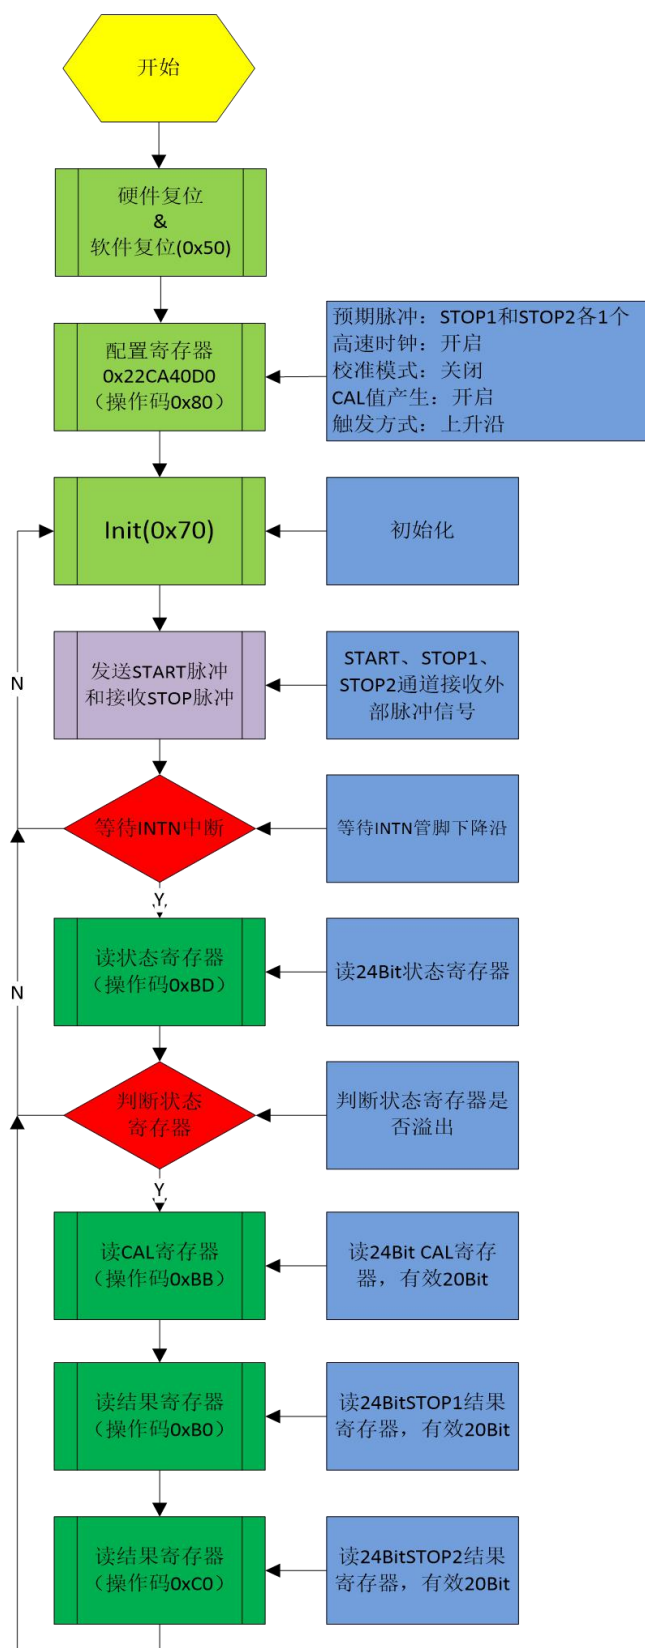 开始
硬件复位
&
软件复位(0x50)
配置寄存器
0x22CA40D0
（操作码0x80）
预期脉冲：STOP1和STOP2各1个
高速时钟：开启
校准模式：关闭
CAL值产生：开启
触发方式：上升沿
Init(0x70)
初始化
发送START脉冲
和接收STOP脉冲
START、STOP1、
STOP2通道接收外
部脉冲信号
N
等待INTN中断
等待INTN管脚下降沿
Y
读状态寄存器
（操作码0xBD）
读24Bit状态寄存器
N
判断状态
寄存器
判断状态寄存器是
否溢出
Y
读CAL寄存器
（操作码0xBB）
读24Bit CAL寄存
器，有效20Bit
读结果寄存器
（操作码0xB0）
读24BitSTOP1结果
寄存器，有效20Bit
读结果寄存器
（操作码0xC0）
读24BitSTOP2结果
寄存器，有效20Bit